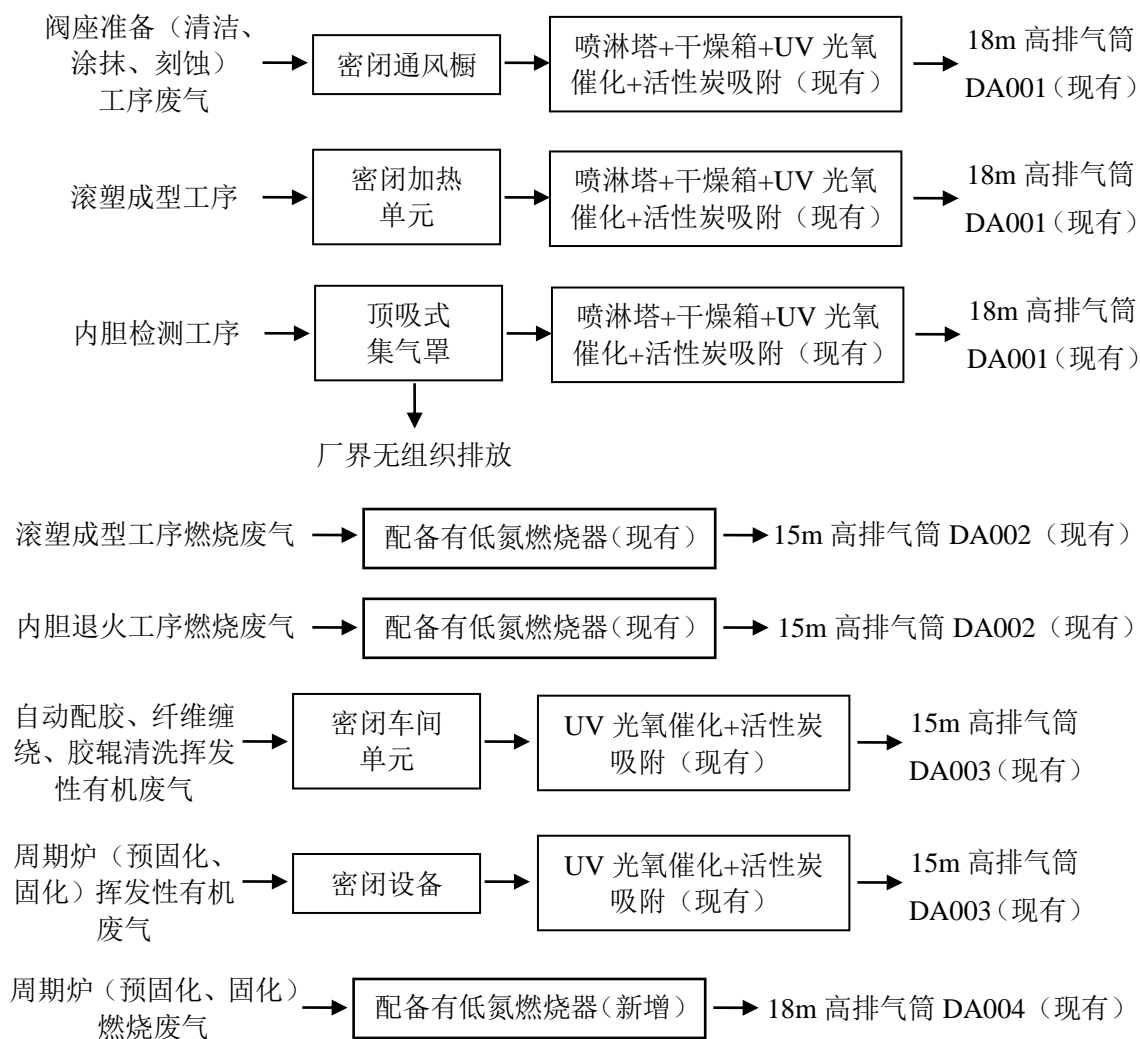 阀座准备（清洁、
涂抹、刻蚀）
工序废气
密闭通风橱
喷淋塔+干燥箱+UV 光氧
催化+活性炭吸附（现有）
18m 高排气筒
DA001（现有）
滚塑成型工序
密闭加热
单元
喷淋塔+干燥箱+UV 光氧
催化+活性炭吸附（现有）
18m 高排气筒
DA001（现有）
内胆检测工序
顶吸式
集气罩
喷淋塔+干燥箱+UV 光氧
催化+活性炭吸附（现有）
18m 高排气筒
DA001（现有）
厂界无组织排放
滚塑成型工序燃烧废气
配备有低氮燃烧器（现有）
15m 高排气筒 DA002（现有）
内胆退火工序燃烧废气
配备有低氮燃烧器（现有）
15m 高排气筒 DA002（现有）
自动配胶、纤维缠
绕、胶辊清洗挥发
性有机废气
密闭车间
单元
UV 光氧催化+活性炭
吸附（现有）
15m 高排气筒
DA003（现有）
周期炉（预固化、
固化）挥发性有机
废气
密闭设备
UV 光氧催化+活性炭
吸附（现有）
15m 高排气筒
DA003（现有）
周期炉（预固化、固化）
燃烧废气
配备有低氮燃烧器（新增）
18m 高排气筒 DA004（现有）